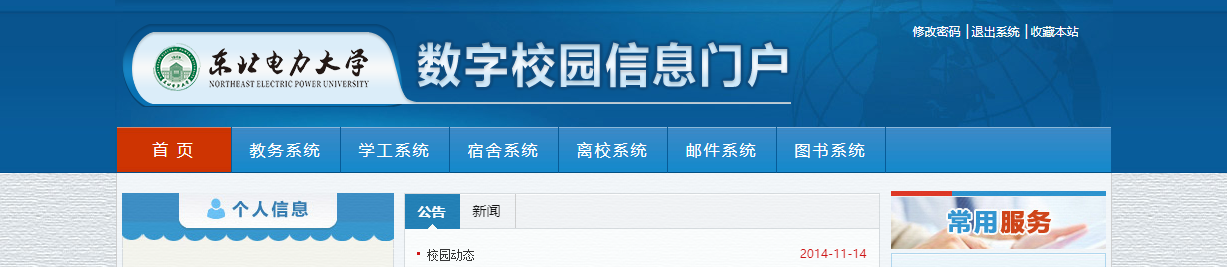 修改密码 | 退出系统 | 收藏本站
东北电力大学
NORTHEAST ELECTRIC POWER UNIVERSITY
数字校园信息门户
首 页 教务系统 学工系统 宿舍系统 离校系统 邮件系统 图书系统
个人信息
公告 新闻
常用服务
校园动态 2014-11-14